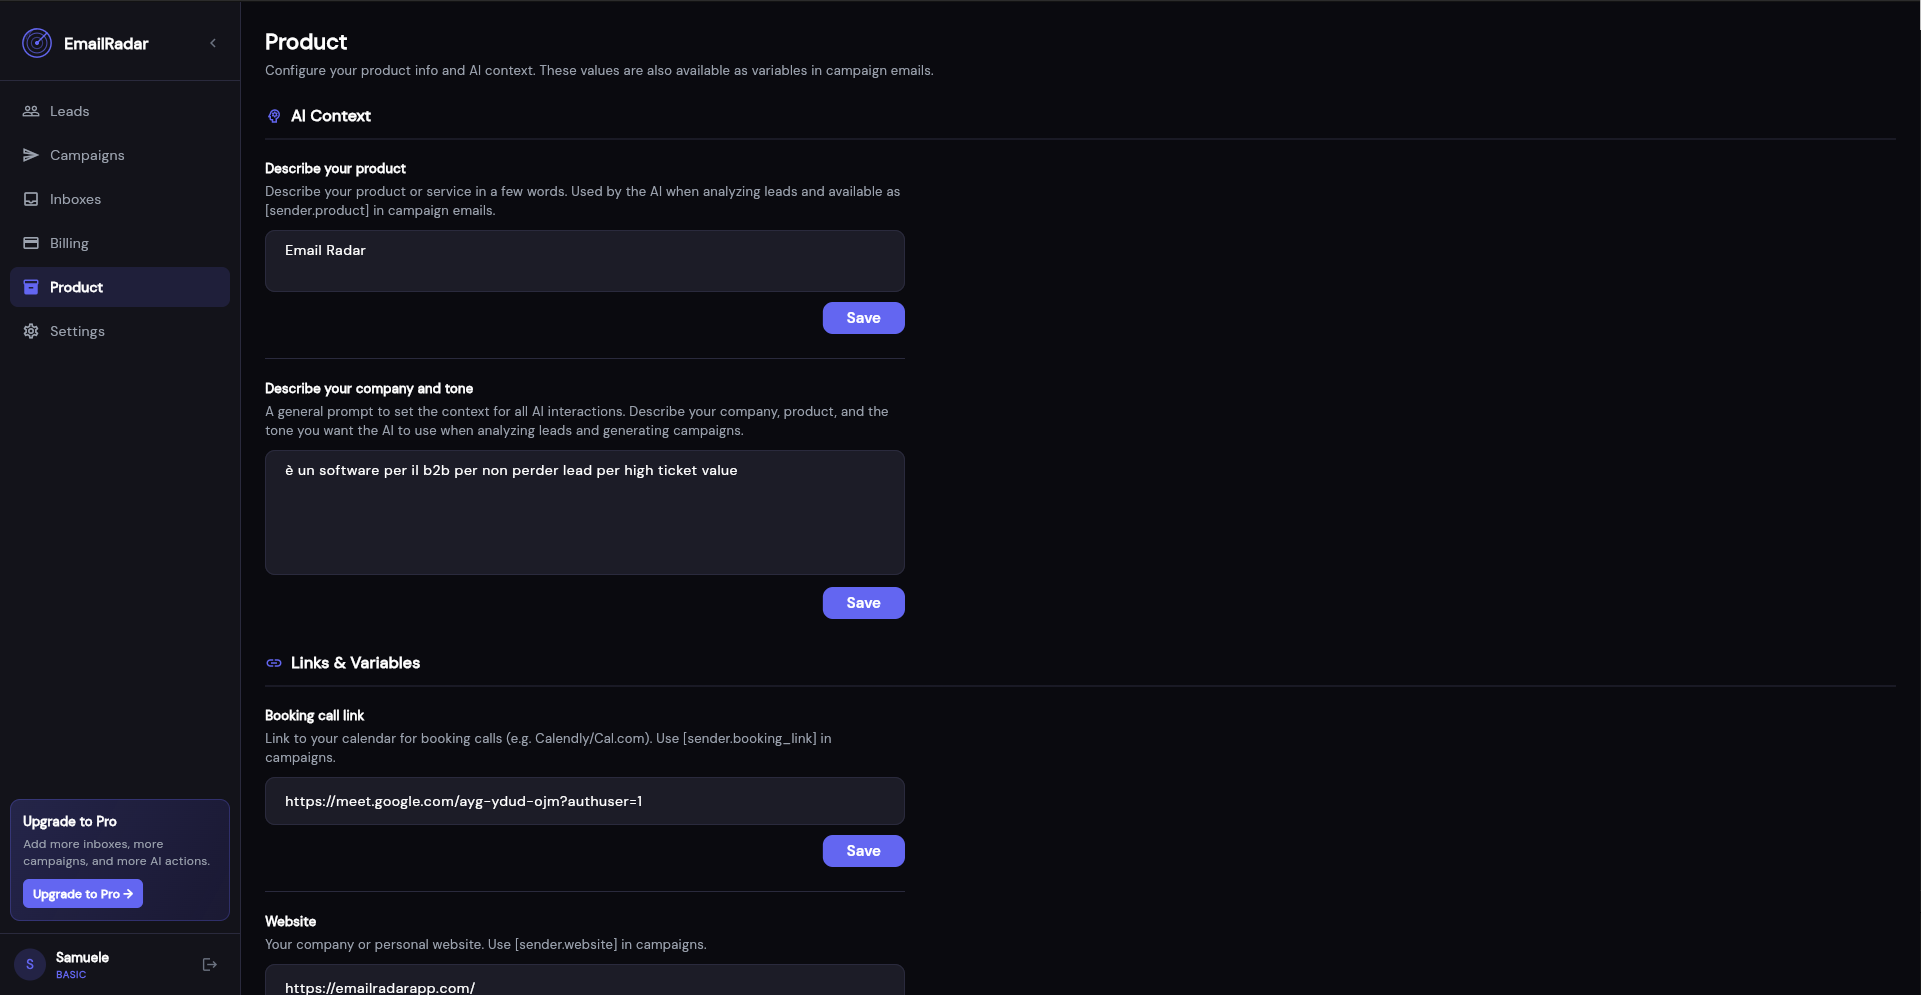 EmailRadar
Leads
Campaigns
Inboxes
Billing
Product
Settings
Upgrade to Pro
Add more inboxes, more
campaigns, and more AI actions.
Upgrade to Pro →
S
Samuele
BASIC
Product
Configure your product info and AI context. These values are also available as variables in campaign emails.
AI Context
Describe your product
Describe your product or service in a few words. Used by the AI when analyzing leads and available as
[sender.product] in campaign emails.
Email Radar
Save
Describe your company and tone
A general prompt to set the context for all AI interactions. Describe your company, product, and the
tone you want the AI to use when analyzing leads and generating campaigns.
è un software per il b2b per non perder lead per high ticket value
Save
Links & Variables
Booking call link
Link to your calendar for booking calls (e.g. Calendly/Cal.com). Use [sender.booking_link] in
campaigns.
https://meet.google.com/ayg-ydud-ojm?authuser=1
Save
Website
Your company or personal website. Use [sender.website] in campaigns.
https://emailradarapp.com/